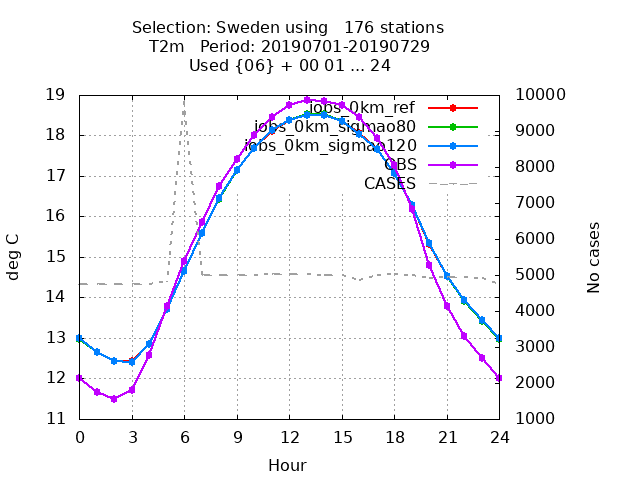 Selection: Sweden using   176 stations
T2m   Period: 20190701-20190729
Used {06} + 00 01 ... 24
19 10000
iobs_0km_ref
iobs_0km_sigmao80
18 9000
iobs_0km_sigmao120
OBS
17 8000
CASES
16 7000
15 6000
14 5000
13 4000
3000
12 2000
11 1000
deg C
No cases
0 3 6 9 12 15 18 21 24
Hour